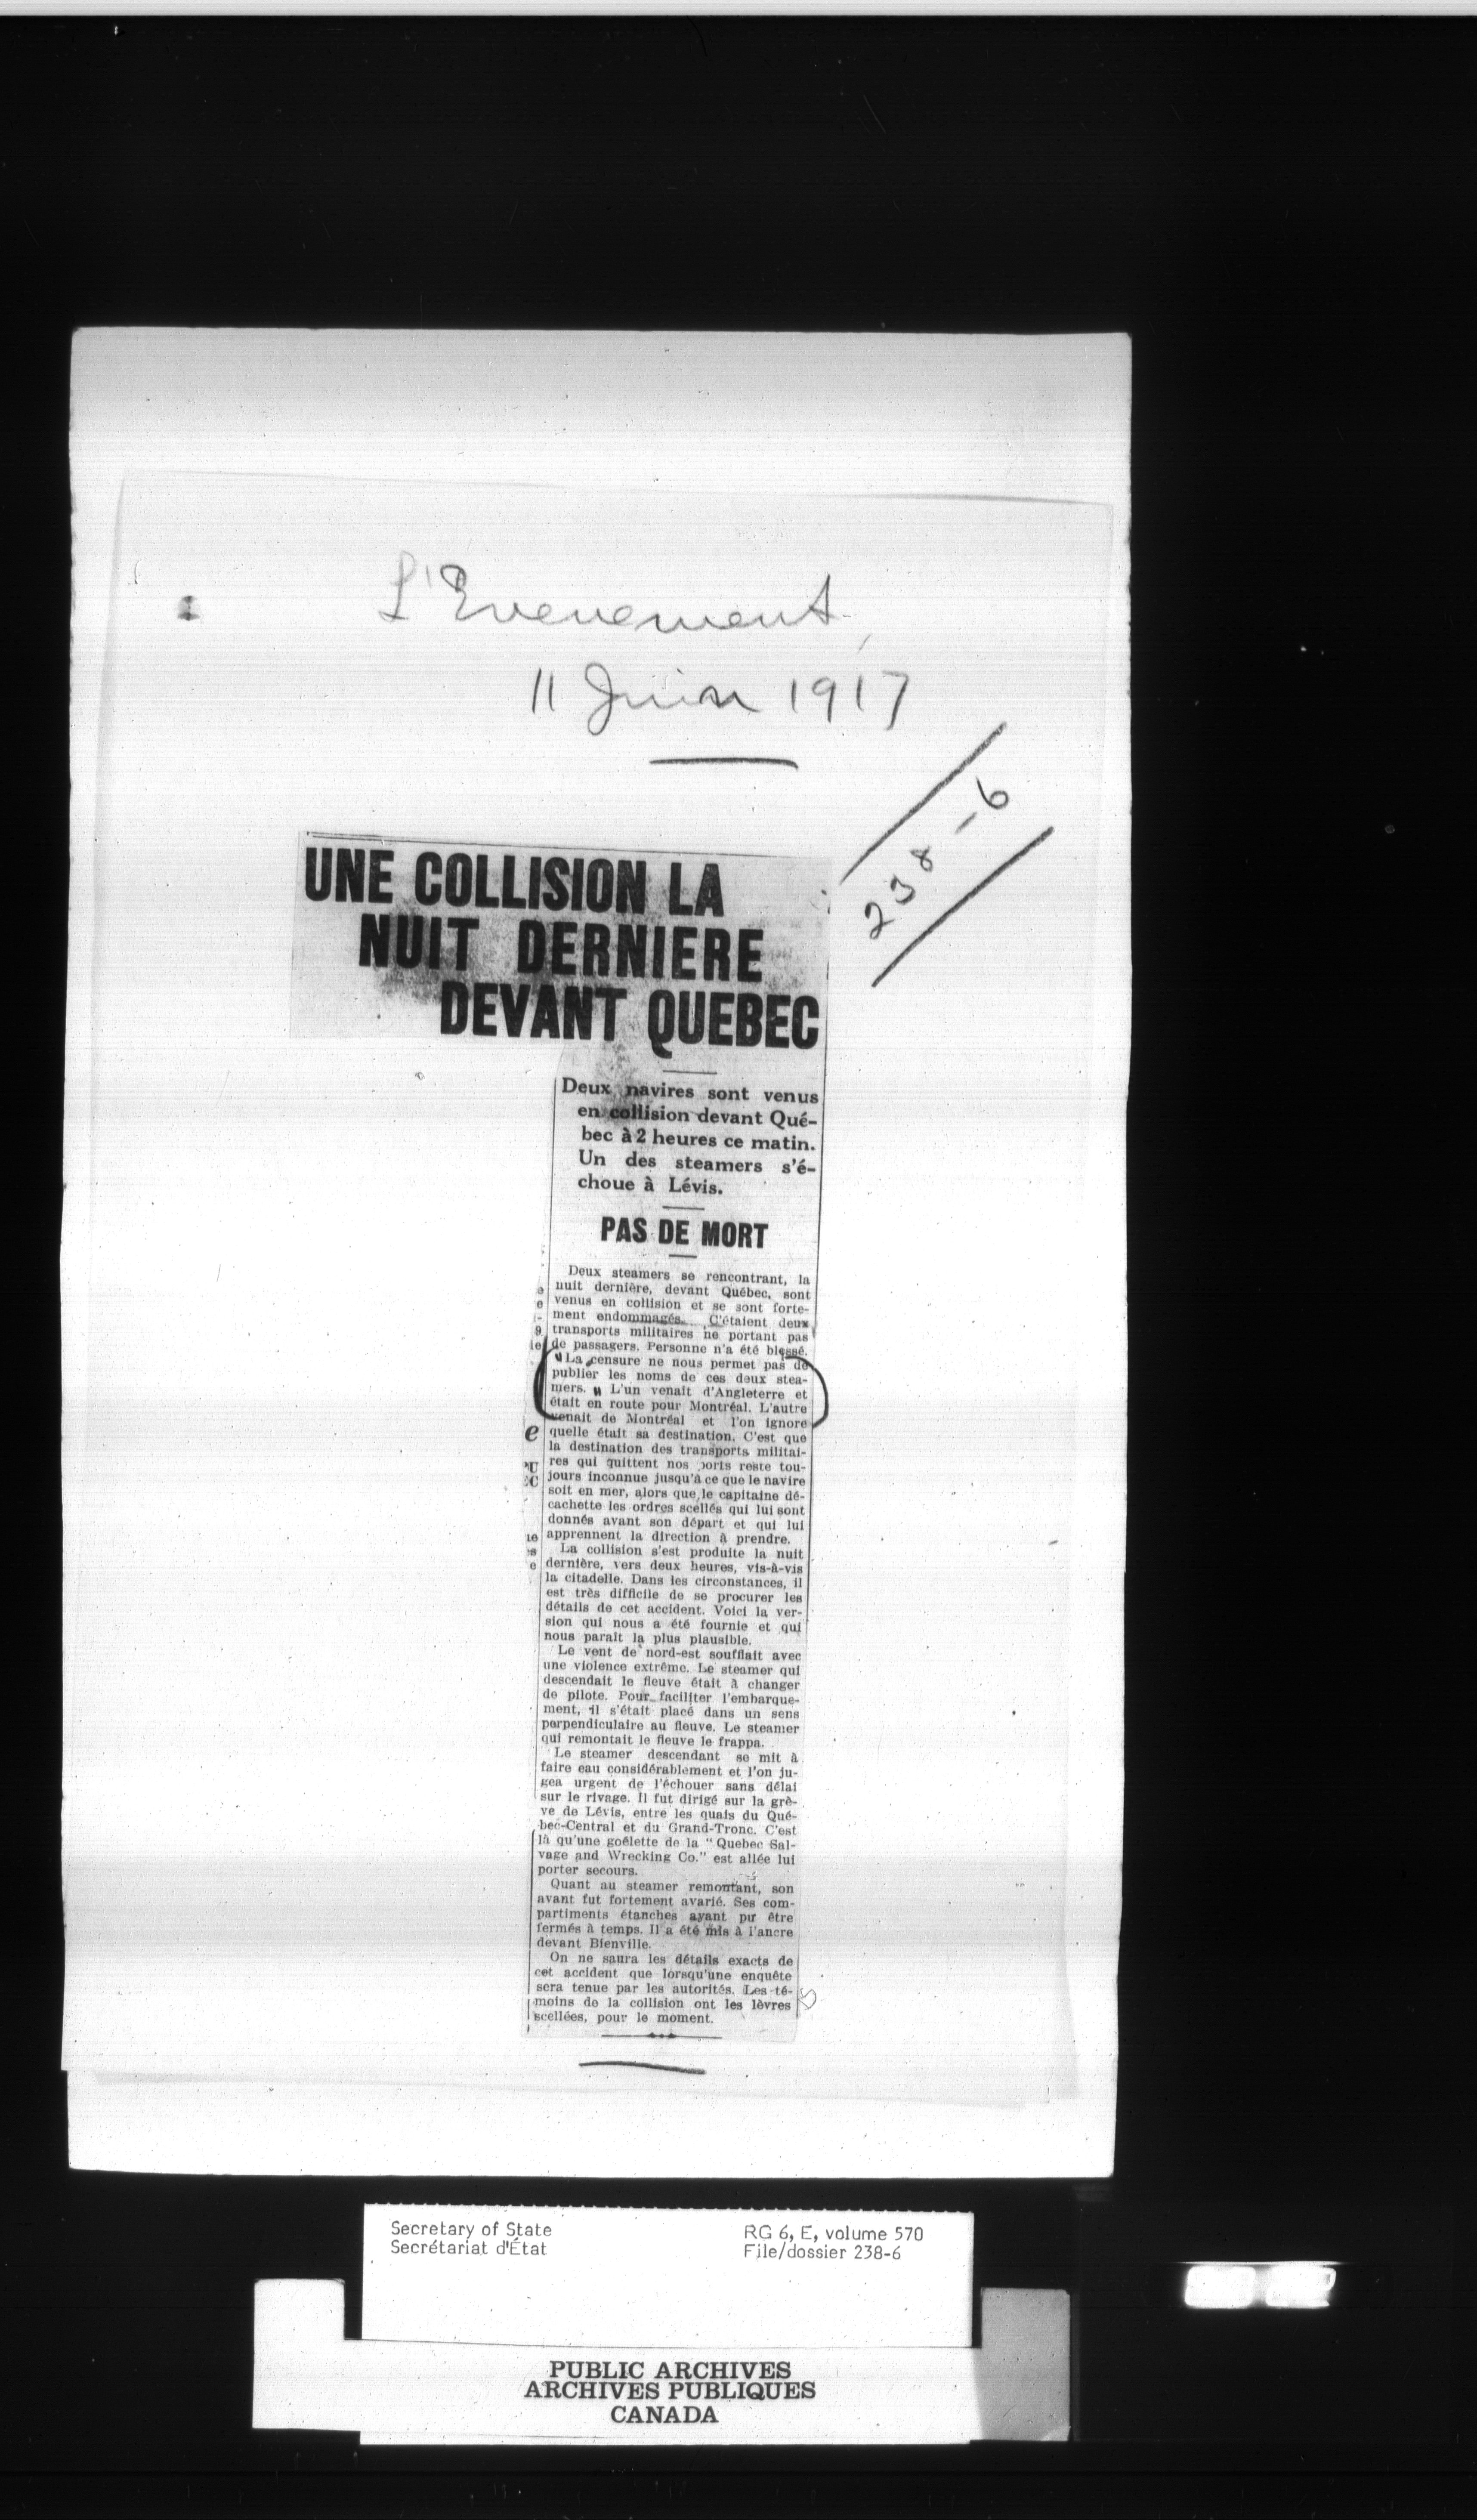 L'Evenement
11 Juin 1917
238-6
UNE COLLISION LA
NUIT DERNIERE
DEVANT QUEBEC
Deux navires sont venus
en collision devant Qué-
bec à 2 heures ce matin.
Un des steamers s'é-
choue à Lévis.
PAS DE MORT
Deux steamers se rencontrant, la
nuit dernière, devant Québec, sont
venus en collision et se sont forte-
ment endommagés. C'étaient deux
transports militaires ne portant pas
de passagers. Personne n'a été blessé.
"La censure ne nous permet pas de
publier les noms de ces deux stea-
mers." L'un venait d'Angleterre et
était en route pour Montréal. L'autre
venait de Montréal et l'on ignore
quelle était sa destination. C'est que
la destination des transports militai-
res qui quittent nos ports reste tou-
jours inconnue jusqu'à ce que le navire
soit en mer, alors que le capitaine dé-
cachette les ordres scellés qui lui sont
donnés avant son départ et qui lui
apprennent la direction à prendre.
La collision s'est produite la nuit
dernière, vers deux heures, vis-à-vis
la citadelle. Dans les circonstances, il
est très difficile de se procurer les
détails de cet accident. Voici la ver-
sion qui nous a été fournie et qui
nous parait la plus plausible.
Le vent de nord-est soufflait avec
une violence extrême. Le steamer qui
descendait le fleuve était à changer
de pilote. Pour faciliter l'embarque-
ment, il s'était placé dans un sens
perpendiculaire au fleuve. Le steamer
qui remontait le fleuve le frappa.
Le steamer descendant se mit à
faire eau considérablement et l'on ju-
gea urgent de l'échouer sans délai
sur le rivage. Il fut dirigé sur la grè-
ve de Lévis, entre les quais du Qué-
bec-Central et du Grand-Tronc. C'est
là qu'une goëlette de la "Quebec Sal-
vage and Wrecking Co." est allée lui
porter secours.
Quant au steamer remontant, son
avant fut fortement avarié. Ses com-
partiments étanches ayant pu être
fermés à temps. Il a été mis à l'ancre
devant Bienville.
On ne saura les détails exacts de
cet accident que lorsqu'une enquête
sera tenue par les autorités. Les té-
moins de la collision ont les lèvres
scellées, pour le moment.
Secretary of State
Secrétariat d'État
RG 6, E, volume 570
File/dossier 238-6
PUBLIC ARCHIVES
ARCHIVES PUBLIQUES
CANADA